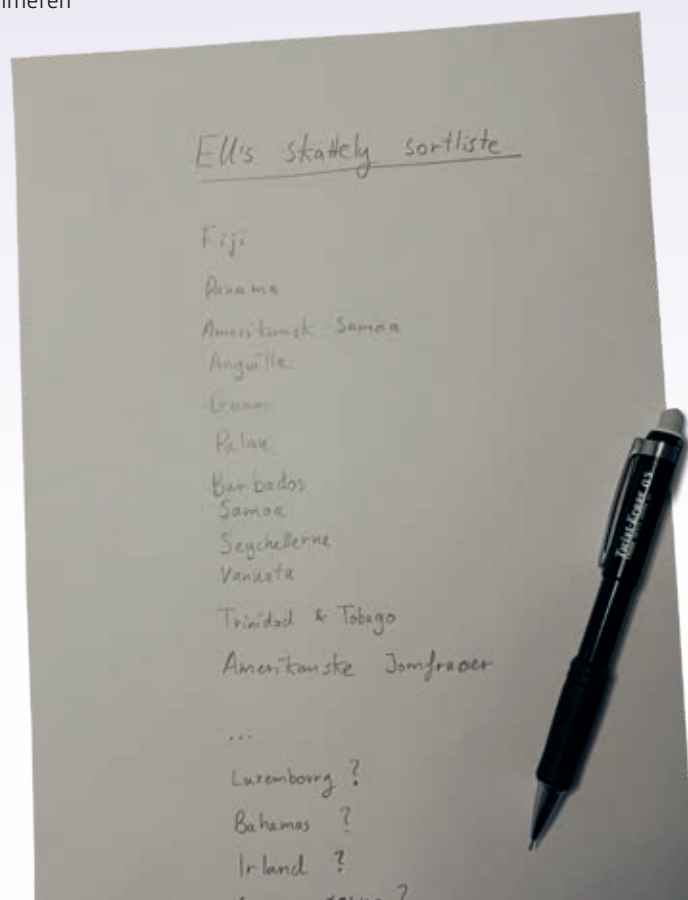 EU's skattely sortliste
Fiji
Panama
Amerikansk Samoa
Anguilla
Guam
Palau
Barbados
Samoa
Seychellerne
Vanuatu
Trinidad & Tobago
Amerikanske Jomfruøer
...
Luxembourg ?
Bahamas ?
Irland ?
?